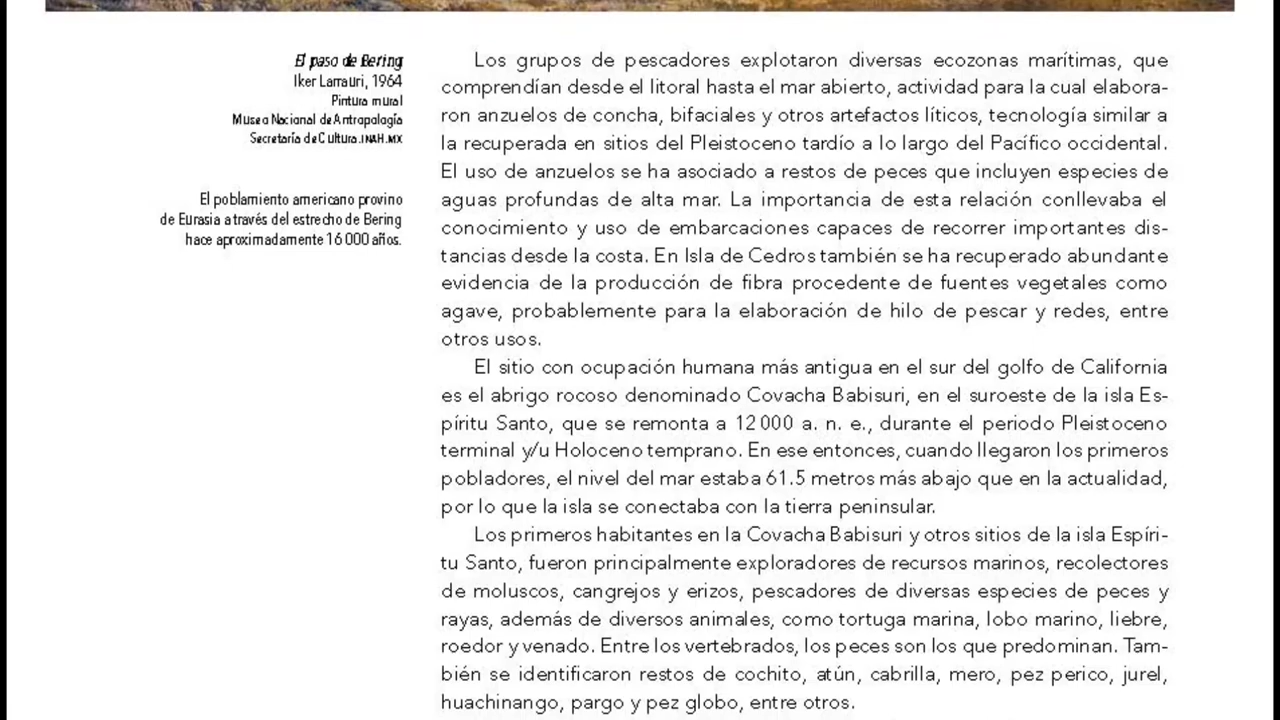 El paso de Bering
Iker Larrauri, 1964
Pintura mural
Museo Nacional de Antropología
Secretaría de Cultura.INAH.MX
El poblamiento americano provino
de Eurasia a través del estrecho de Bering
hace aproximadamente 16 000 años.
Los grupos de pescadores explotaron diversas ecozonas marítimas, que
comprendían desde el litoral hasta el mar abierto, actividad para la cual elabora-
ron anzuelos de concha, bifaciales y otros artefactos líticos, tecnología similar a
la recuperada en sitios del Pleistoceno tardío a lo largo del Pacífico occidental.
El uso de anzuelos se ha asociado a restos de peces que incluyen especies de
aguas profundas de alta mar. La importancia de esta relación conllevaba el
conocimiento y uso de embarcaciones capaces de recorrer importantes dis-
tancias desde la costa. En Isla de Cedros también se ha recuperado abundante
evidencia de la producción de fibra procedente de fuentes vegetales como
agave, probablemente para la elaboración de hilo de pescar y redes, entre
otros usos.
El sitio con ocupación humana más antigua en el sur del golfo de California
es el abrigo rocoso denominado Covacha Babisuri, en el suroeste de la isla Es-
píritu Santo, que se remonta a 12 000 a. n. e., durante el periodo Pleistoceno
terminal y/u Holoceno temprano. En ese entonces, cuando llegaron los primeros
pobladores, el nivel del mar estaba 61.5 metros más abajo que en la actualidad,
por lo que la isla se conectaba con la tierra peninsular.
Los primeros habitantes en la Covacha Babisuri y otros sitios de la isla Espíri-
tu Santo, fueron principalmente exploradores de recursos marinos, recolectores
de moluscos, cangrejos y erizos, pescadores de diversas especies de peces y
rayas, además de diversos animales, como tortuga marina, lobo marino, liebre,
roedor y venado. Entre los vertebrados, los peces son los que predominan. Tam-
bién se identificaron restos de cochito, atún, cabrilla, mero, pez perico, jurel,
huachinango, pargo y pez globo, entre otros.